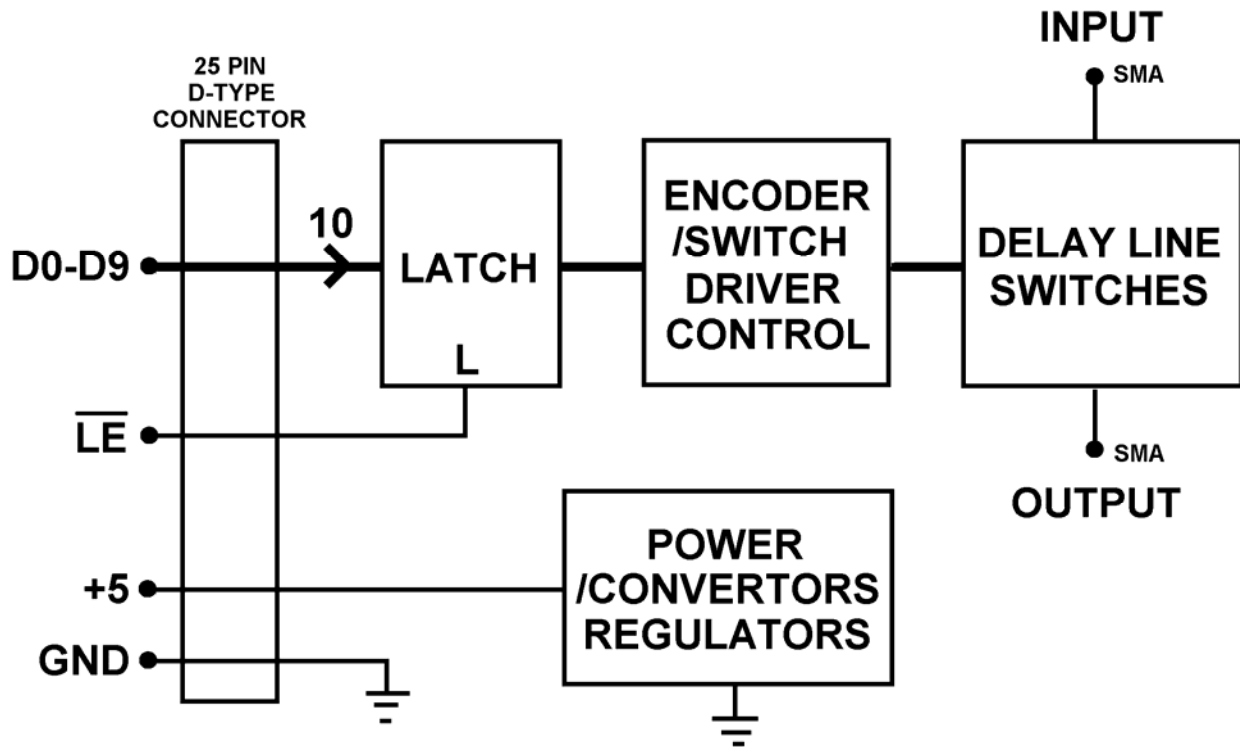 INPUT
SMA
25 PIN
D-TYPE
CONNECTOR
10
D0-D9
LATCH
L
ENCODER
/SWITCH
DRIVER
CONTROL
DELAY LINE
SWITCHES
LE
SMA
OUTPUT
+5
GND
POWER
/CONVERTORS
REGULATORS